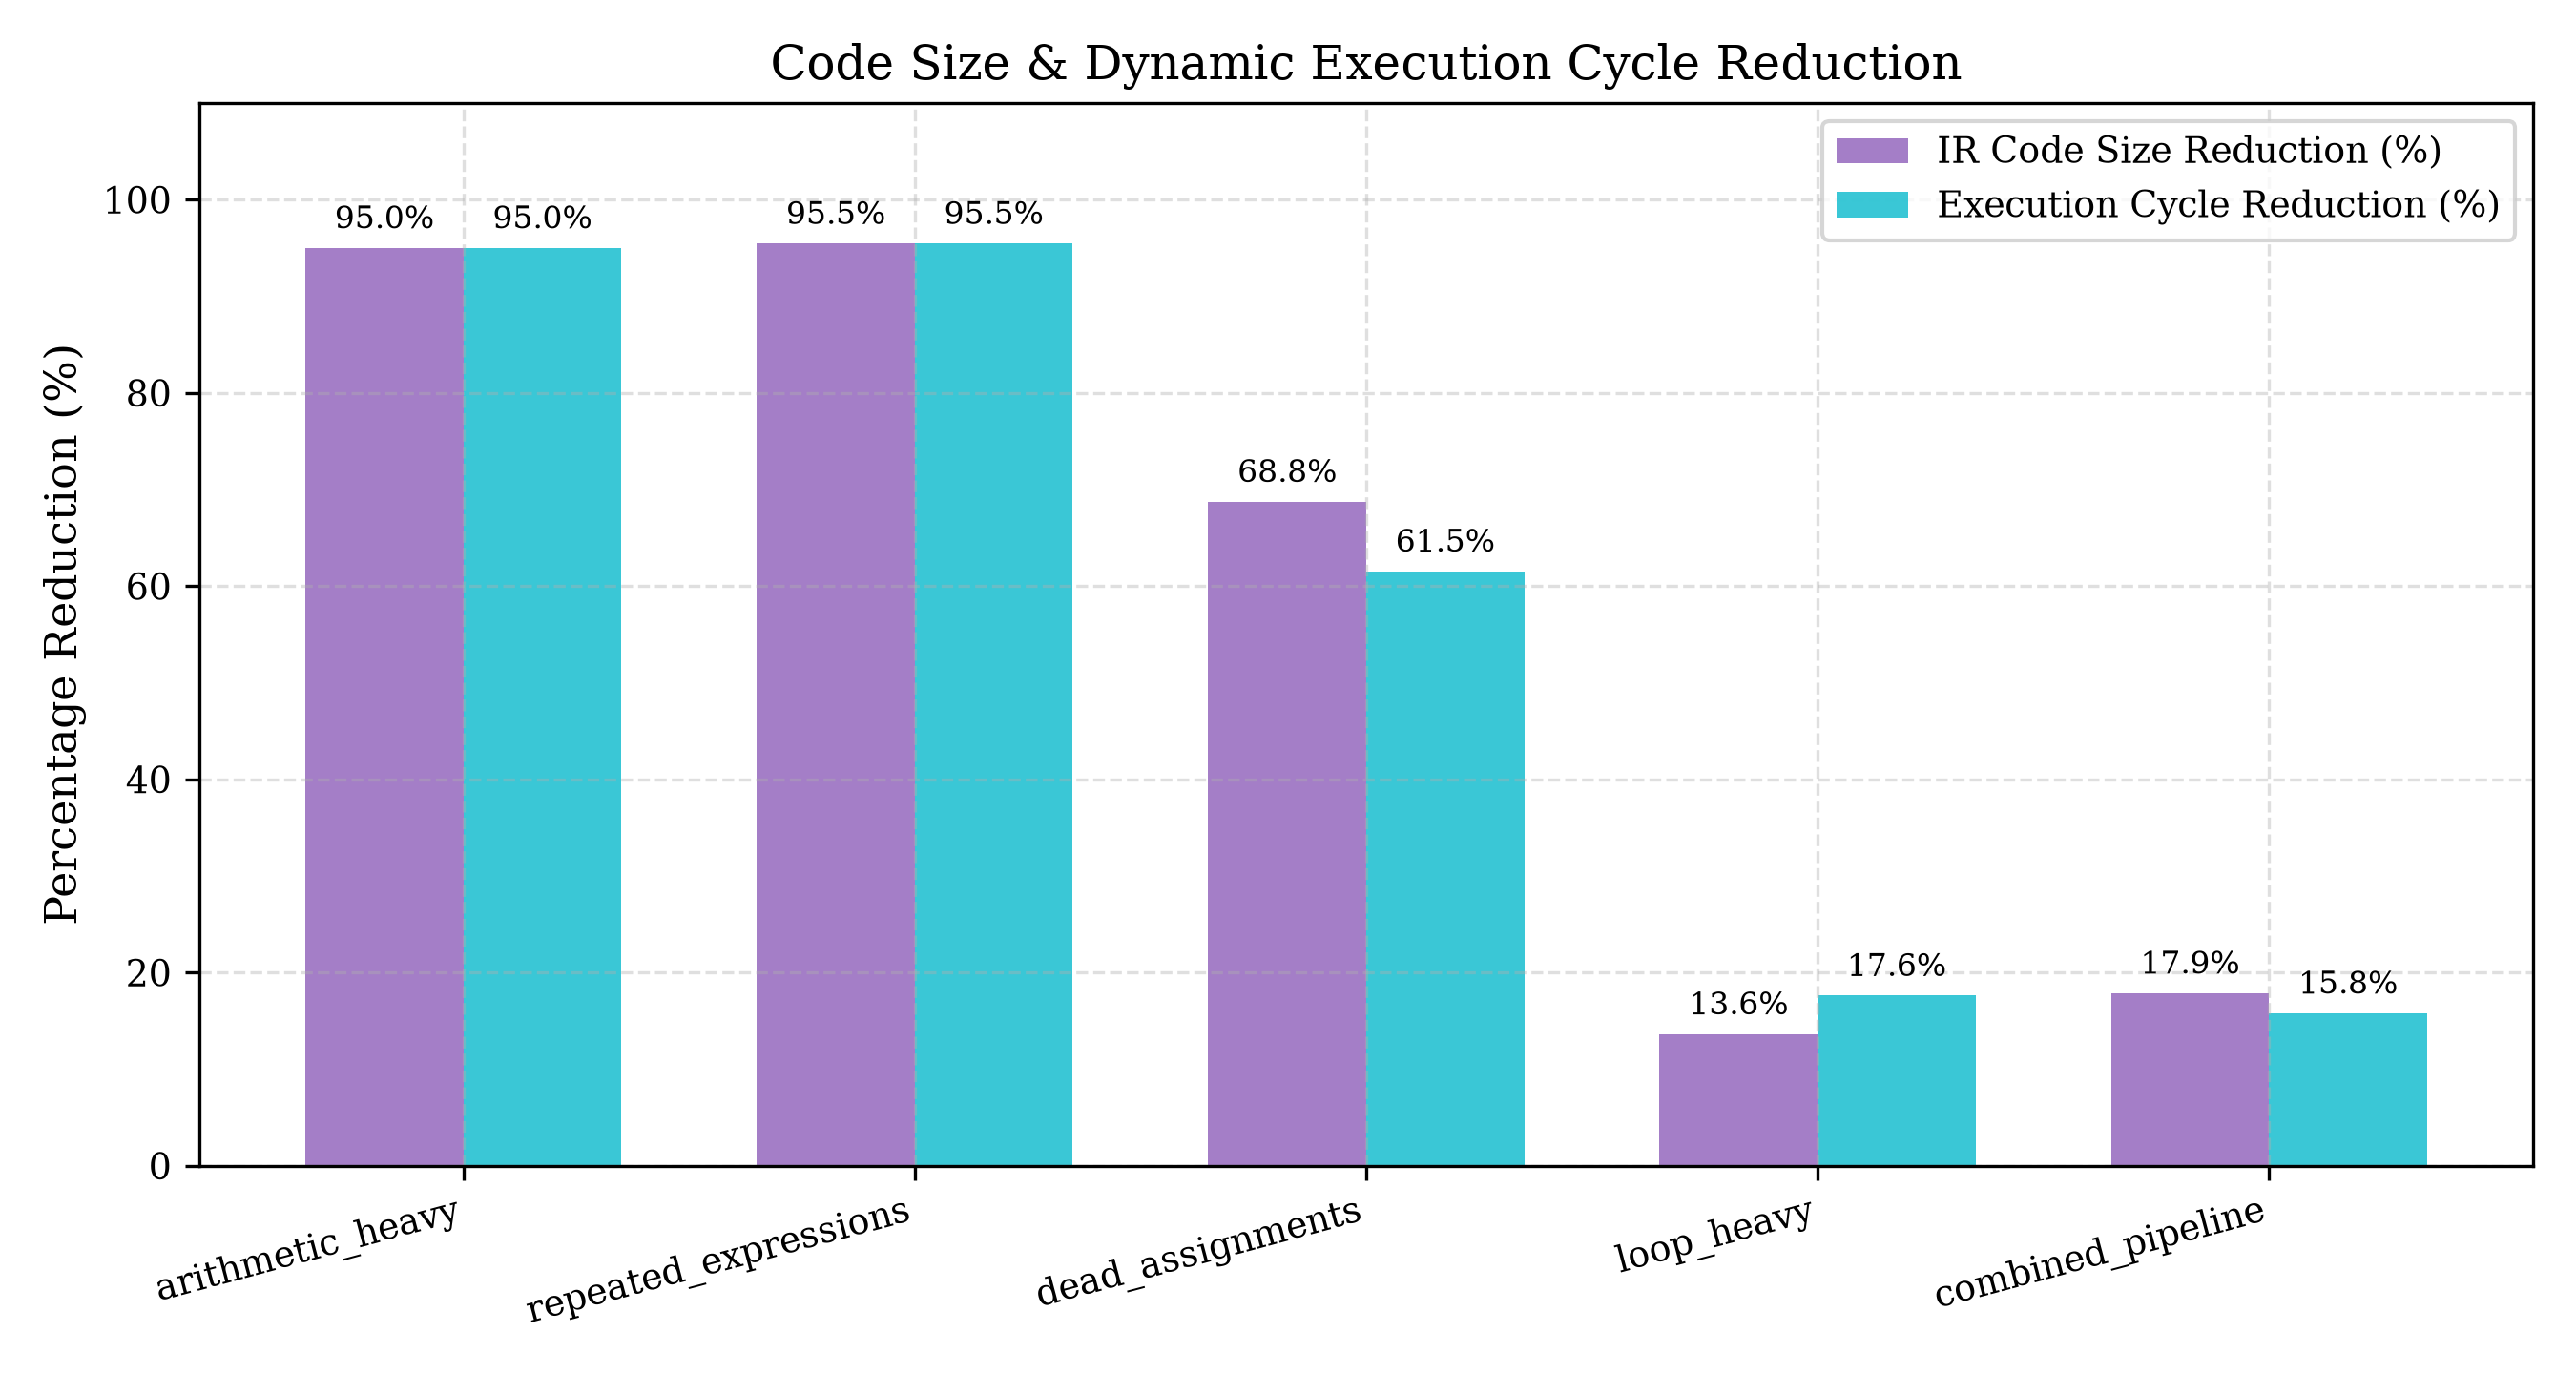 Code Size & Dynamic Execution Cycle Reduction
IR Code Size Reduction (%)
Execution Cycle Reduction (%)
Percentage Reduction (%)
100
80
60
40
20
0
95.0% 95.0%
95.5% 95.5%
68.8%
61.5%
13.6%
17.6%
17.9%
15.8%
arithmetic_heavy
repeated_expressions
dead_assignments
loop_heavy
combined_pipeline